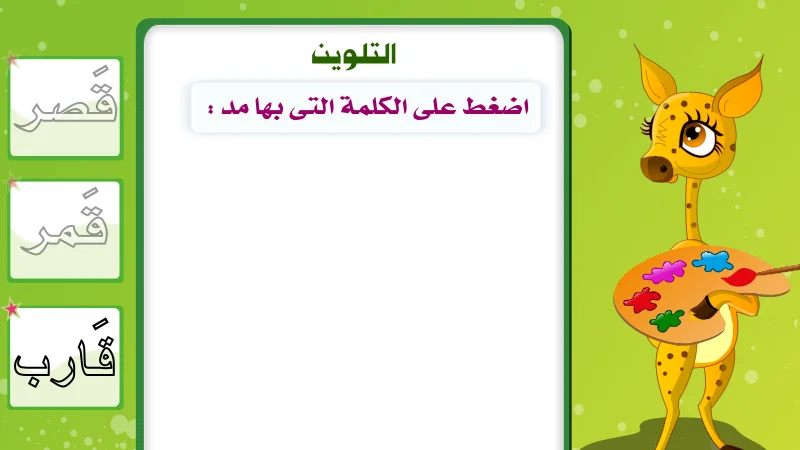 التلوين
اضغط على الكلمة التى بها مد :
قَصر
قَمر
قَارب